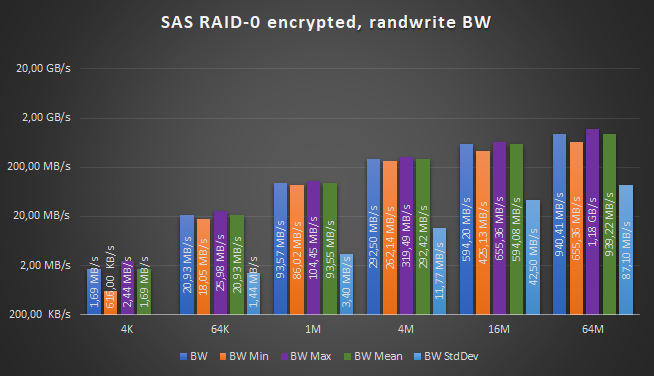 SAS RAID-0 encrypted, randwrite BW
20,00 GB/s
2,00 GB/s
200,00 MB/s
20,00 MB/s
2,00 MB/s
200,00 KB/s
1,69 MB/s
616,00 KB/s
2,44 MB/s
1,69 MB/s
20,93 MB/s
18,05 MB/s
25,98 MB/s
20,93 MB/s
1,44 MB/s
93,57 MB/s
86,02 MB/s
104,45 MB/s
93,55 MB/s
3,40 MB/s
292,50 MB/s
262,14 MB/s
319,49 MB/s
292,42 MB/s
11,77 MB/s
594,20 MB/s
425,13 MB/s
655,36 MB/s
594,08 MB/s
42,50 MB/s
940,41 MB/s
655,36 MB/s
1,18 GB/s
939,22 MB/s
87,10 MB/s
4K 64K 1M 4M 16M 64M
BW BW Min BW Max BW Mean BW StdDev